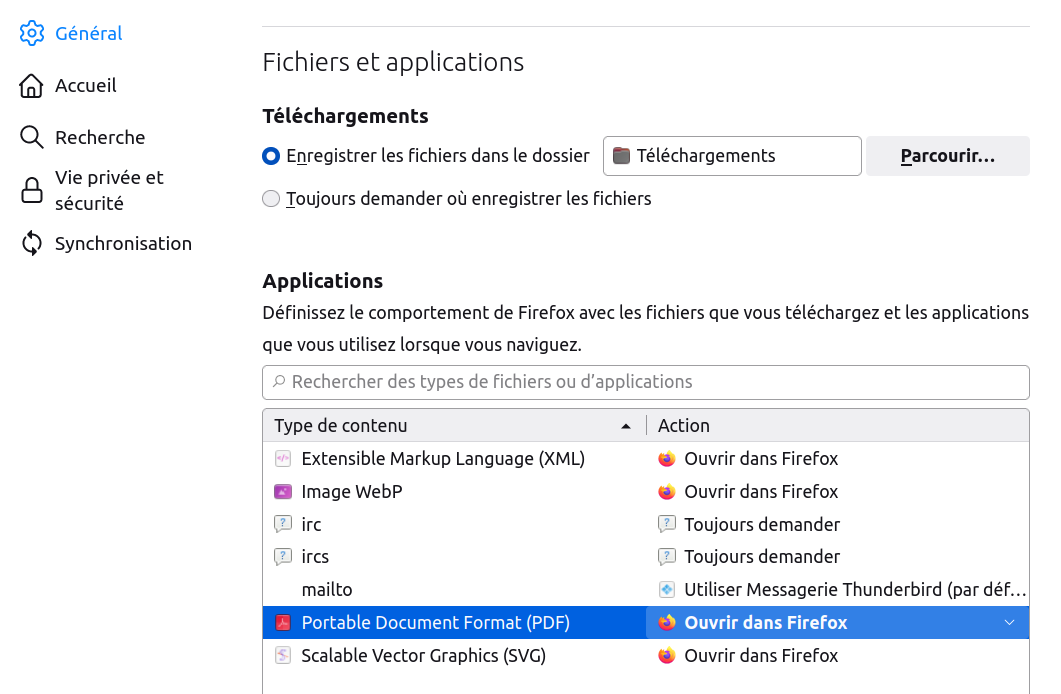 Général
Accueil
Recherche
Vie privée et
sécurité
Synchronisation
Fichiers et applications
Téléchargements
Enregistrer les fichiers dans le dossier Téléchargements Parcourir…
Toujours demander où enregistrer les fichiers
Applications
Définissez le comportement de Firefox avec les fichiers que vous téléchargez et les applications
que vous utilisez lorsque vous naviguez.
Rechercher des types de fichiers ou d’applications
Type de contenu Action
Extensible Markup Language (XML) Ouvrir dans Firefox
Image WebP Ouvrir dans Firefox
irc Toujours demander
ircs Toujours demander
mailto Utiliser Messagerie Thunderbird (par déf…
Portable Document Format (PDF) Ouvrir dans Firefox
Scalable Vector Graphics (SVG) Ouvrir dans Firefox